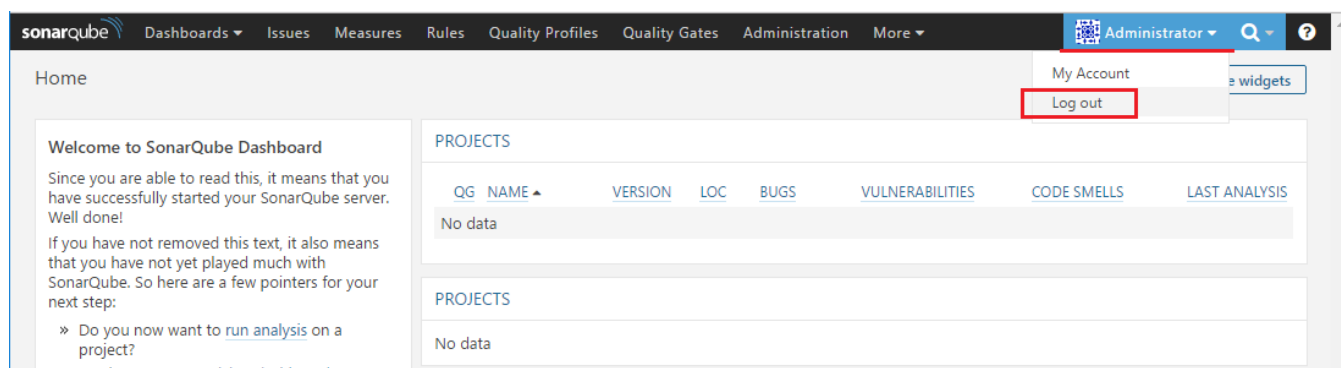 sonarqube Dashboards Issues Measures Rules Quality Profiles Quality Gates Administration More Administrator ?
Home
My Account
Log out
widgets
Welcome to SonarQube Dashboard
Since you are able to read this, it means that you
have successfully started your SonarQube server.
Well done!
If you have not removed this text, it also means
that you have not yet played much with
SonarQube. So here are a few pointers for your
next step:
» Do you now want to run analysis on a
project?
PROJECTS
QG NAME VERSION LOC BUGS VULNERABILITIES CODE SMELLS LAST ANALYSIS
No data
PROJECTS
No data